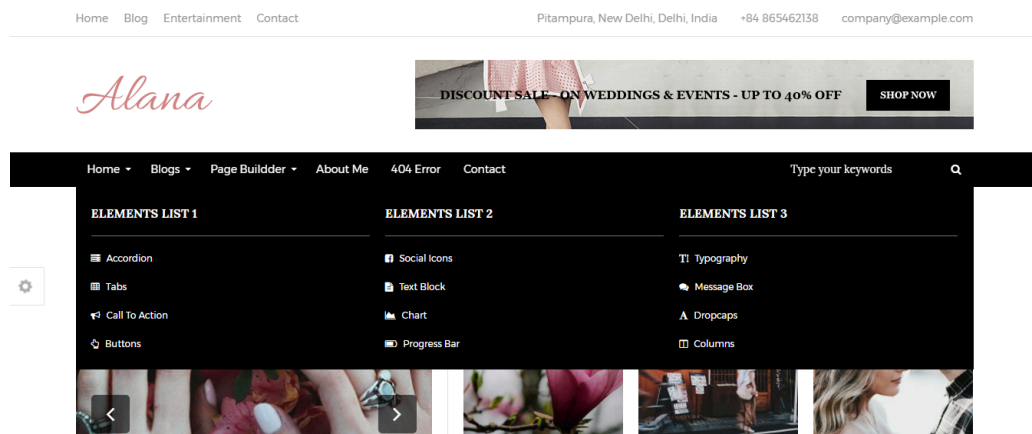 Home Blog Entertainment Contact Pitampura, New Delhi, Delhi, India +84 865462138 company@example.com
Alana
DISCOUNT SALE - ON WEDDINGS & EVENTS - UP TO 40% OFF SHOP NOW
Home Blogs Page Buildder About Me 404 Error Contact Type your keywords
ELEMENTS LIST 1 ELEMENTS LIST 2 ELEMENTS LIST 3
Accordion Social Icons Typography
Tabs Text Block Message Box
Call To Action Chart Dropcaps
Buttons Progress Bar Columns